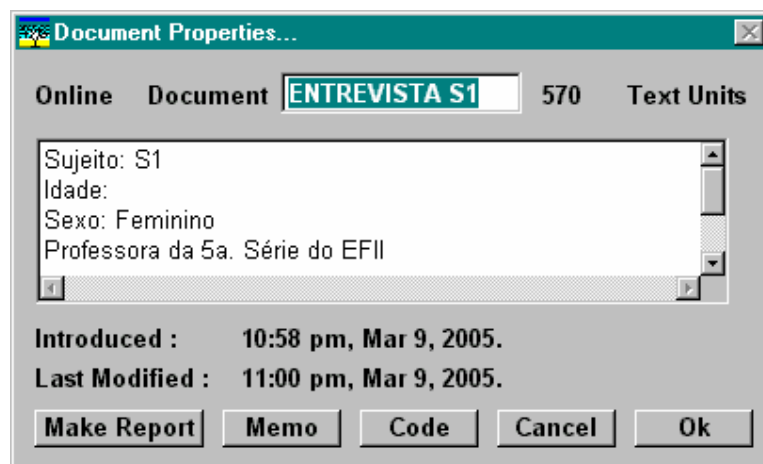 Document Properties...
Online Document ENTREVISTA S1 570 Text Units
Sujeito: S1
Idade:
Sexo: Feminino
Professora da 5a. Série do EFII
Introduced : 10:58 pm, Mar 9, 2005.
Last Modified : 11:00 pm, Mar 9, 2005.
Make Report Memo Code Cancel Ok